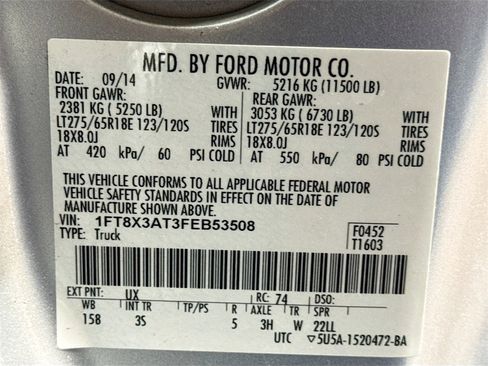 MFD. BY FORD MOTOR CO.
DATE: 09/14 GVWR: 5216 KG (11500 LB)
FRONT GAWR: REAR GAWR:
2381 KG ( 5250 LB) WITH 3053 KG ( 6730 LB) WITH
LT275/65R18E 123/120S TIRES LT275/65R18E 123/120S TIRES
18X8.0J RIMS 18X8.0J RIMS
AT 420 kPa/ 60 PSI COLD AT 550 kPa/ 80 PSI COLD
THIS VEHICLE CONFORMS TO ALL APPLICABLE FEDERAL MOTOR
VEHICLE SAFETY STANDARDS IN EFFECT ON THE DATE OF
MANUFACTURE SHOWN ABOVE.
VIN: 1FT8X3AT3FEB53508 F0452
TYPE: Truck T1603
EXT PNT: UX RC: 74 DSO:
WB INT TR TP/PS R AXLE TR SPR
158 3S 5 3H W 22LL
UTC ▽5U5A-1520472-BA